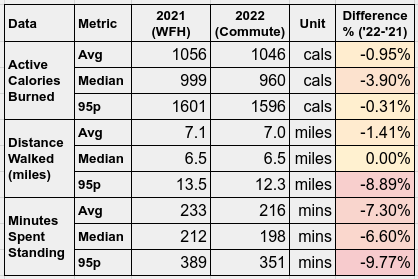 Data Metric 2021 (WFH) 2022 (Commute) Unit Difference % ('22-'21)
Active Calories Burned
Avg 1056 1046 cals -0.95%
Median 999 960 cals -3.90%
95p 1601 1596 cals -0.31%
Distance Walked (miles)
Avg 7.1 7.0 miles -1.41%
Median 6.5 6.5 miles 0.00%
95p 13.5 12.3 miles -8.89%
Minutes Spent Standing
Avg 233 216 mins -7.30%
Median 212 198 mins -6.60%
95p 389 351 mins -9.77%